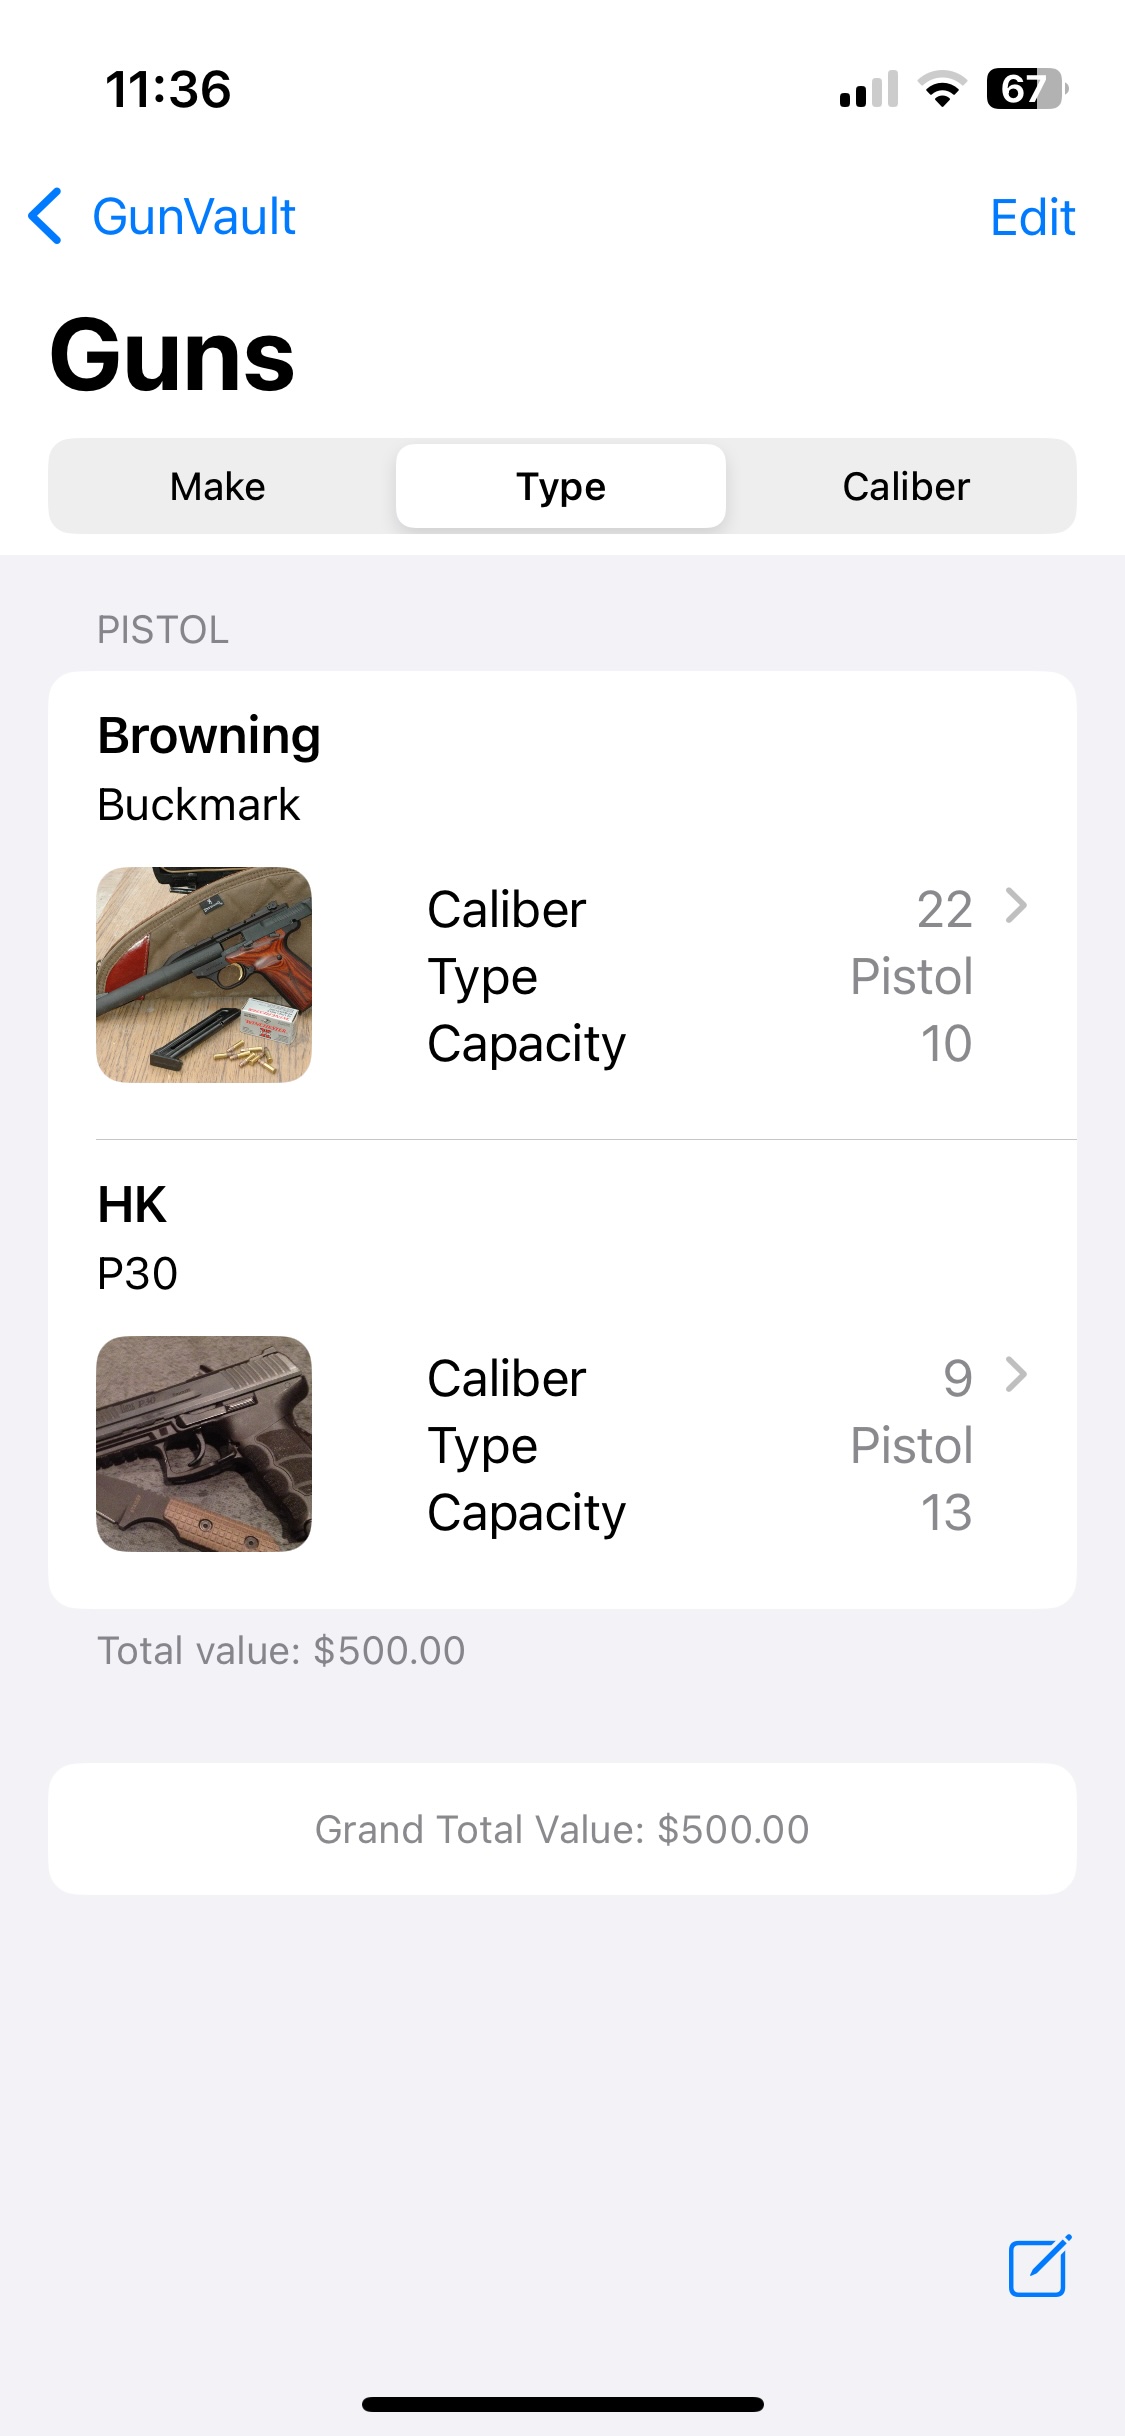 11:36
67
GunVault
Edit
Guns
Make Type Caliber
PISTOL
Browning
Buckmark
Caliber 22
Type Pistol
Capacity 10
HK
P30
Caliber 9
Type Pistol
Capacity 13
Total value: $500.00
Grand Total Value: $500.00